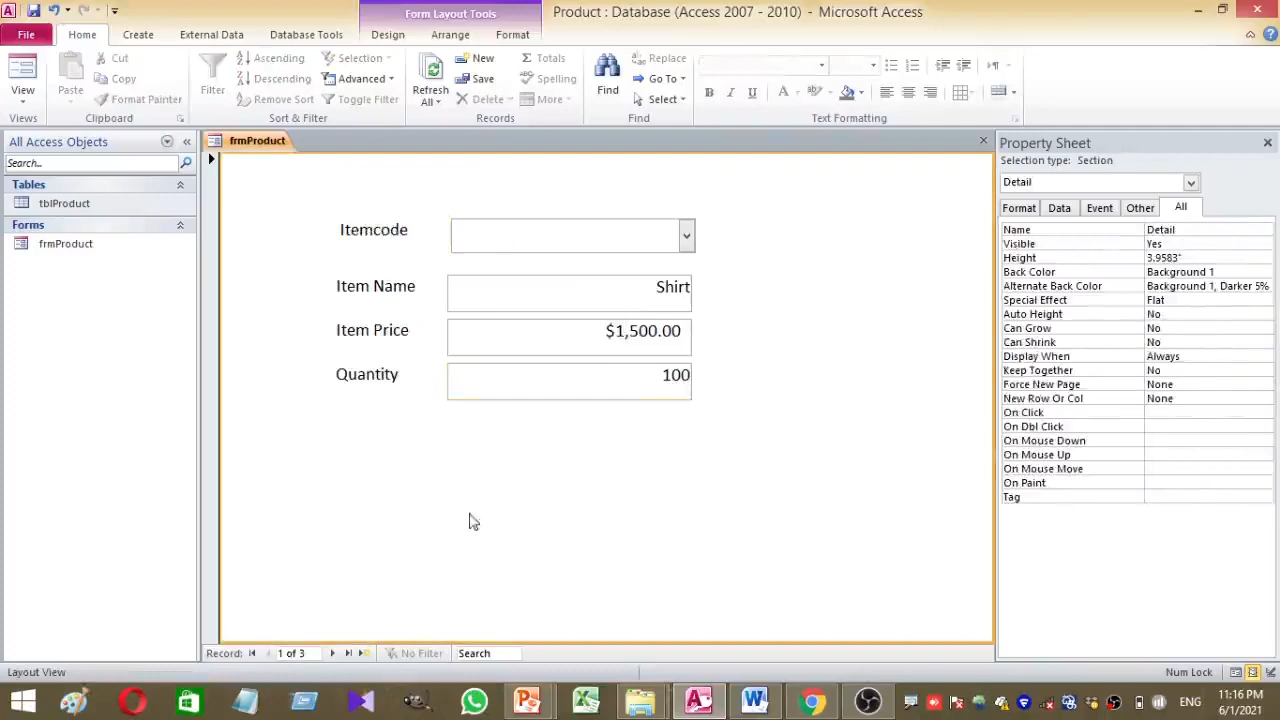 Form Layout Tools
Product : Database (Access 2007 - 2010) - Microsoft Access
File Home Create External Data Database Tools Design Arrange Format
View
Views
Paste
Cut
Copy
Format Painter
Clipboard
Filter
Ascending
Descending
Remove Sort
Selection
Advanced
Toggle Filter
Sort & Filter
Refresh
All
New
Save
Delete
Totals
Spelling
More
Records
Find
Replace
Go To
Select
Find
B I U A
Text Formatting
All Access Objects
Search...
Tables
tblProduct
Forms
frmProduct
frmProduct
Itemcode
Item Name Shirt
Item Price $1,500.00
Quantity 100
Record: 1 of 3 No Filter Search
Property Sheet
Selection type: Section
Detail
Format Data Event Other All
Name Detail
Visible Yes
Height 3.9583"
Back Color Background 1
Alternate Back Color Background 1, Darker 5%
Special Effect Flat
Auto Height No
Can Grow No
Can Shrink No
Display When Always
Keep Together No
Force New Page None
New Row Or Col None
On Click
On Dbl Click
On Mouse Down
On Mouse Up
On Mouse Move
On Paint
Tag
Layout View Num Lock
ENG
11:16 PM
6/1/2021